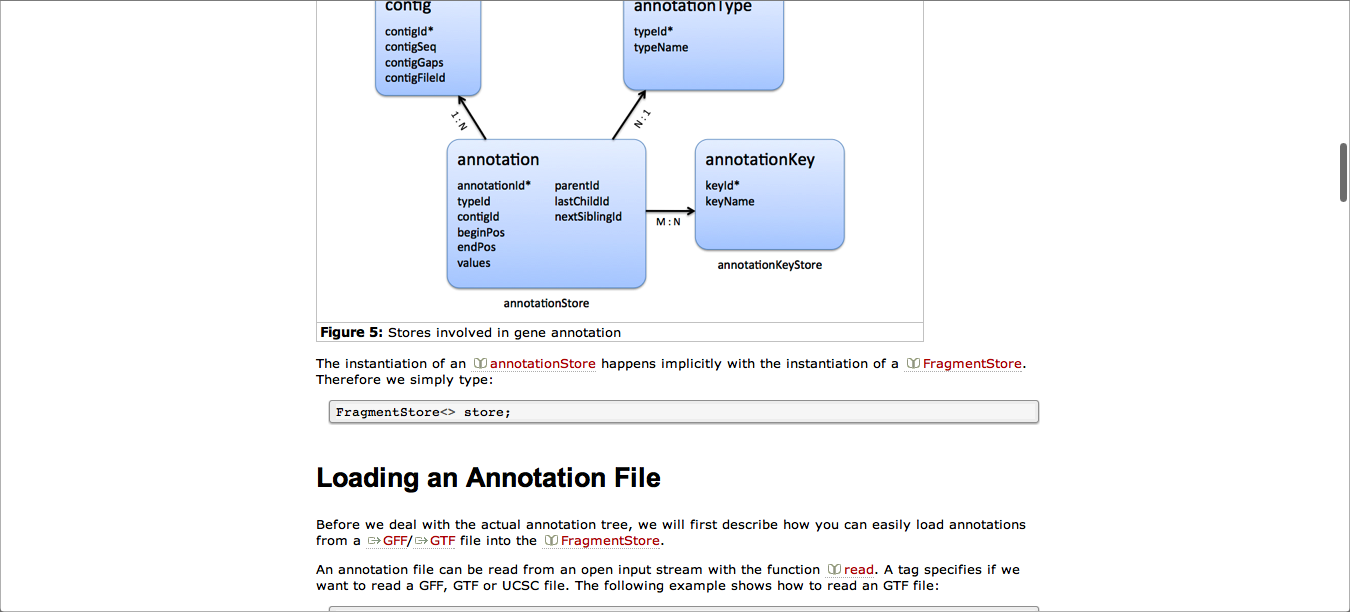 contig
annotationType
contigId*
contigSeq
contigGaps
contigFileId
typeId*
typeName
1:N
N:1
annotation
annotationId* parentId
typeId lastChildId
contigId nextSiblingId
beginPos
endPos
values
M:N
annotationKey
keyId*
keyName
annotationKeyStore
annotationStore
Figure 5: Stores involved in gene annotation
The instantiation of an annotationStore happens implicitly with the instantiation of a FragmentStore.
Therefore we simply type:
FragmentStore<> store;
Loading an Annotation File
Before we deal with the actual annotation tree, we will first describe how you can easily load annotations
from a GFF/ GTF file into the FragmentStore.
An annotation file can be read from an open input stream with the function read. A tag specifies if we
want to read a GFF, GTF or UCSC file. The following example shows how to read an GTF file: